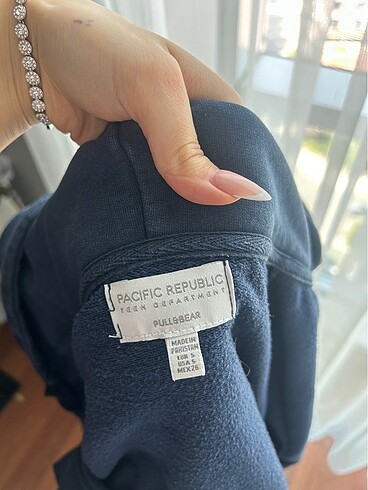 PACIFIC REPUBLIC
TEEN DEPARTMENT
PULL&BEAR
MADE IN
PAKISTAN
EUR S
USA S
MEX 26